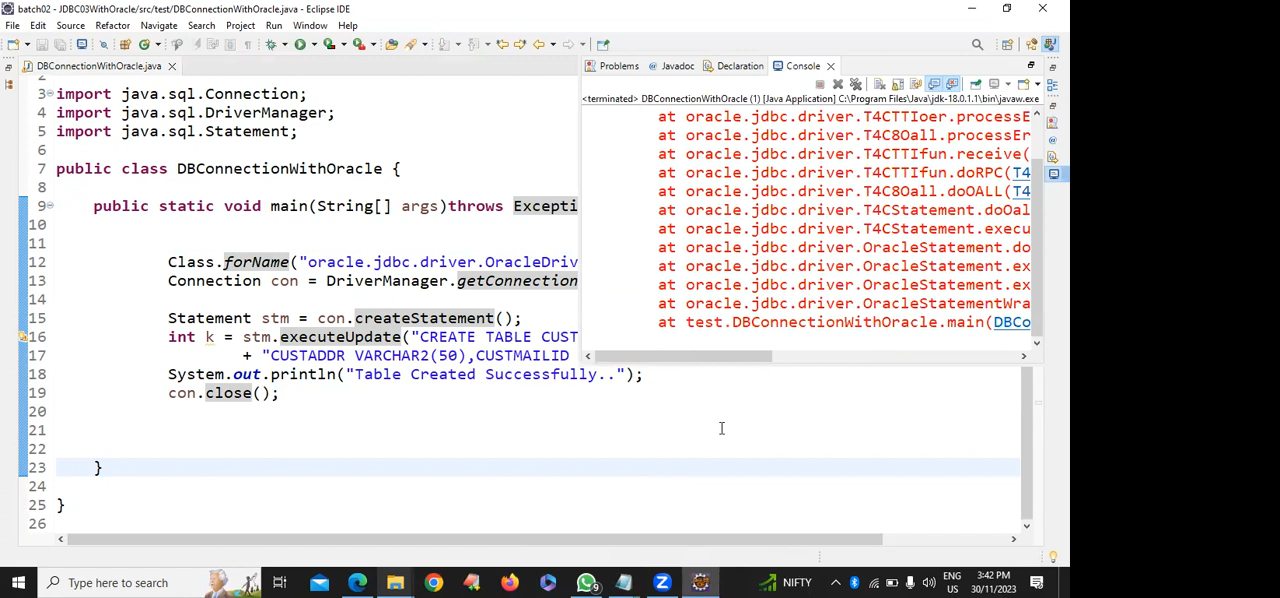 batch02 - JDBC03WithOracle/src/test/DBConnectionWithOracle.java - Eclipse IDE
File Edit Source Refactor Navigate Search Project Run Window Help
DBConnectionWithOracle.java
3 import java.sql.Connection;
4 import java.sql.DriverManager;
5 import java.sql.Statement;
6
7 public class DBConnectionWithOracle {
8
9 public static void main(String[] args)throws Excepti
10
11
12 Class.forName("oracle.jdbc.driver.OracleDriv
13 Connection con = DriverManager.getConnection
14
15 Statement stm = con.createStatement();
16 int k = stm.executeUpdate("CREATE TABLE CUST
17 + "CUSTADDR VARCHAR2(50),CUSTMAILID
18 System.out.println("Table Created Successfully..");
19 con.close();
20
21
22
23 }
24
25 }
26
Problems Javadoc Declaration Console
<terminated> DBConnectionWithOracle (1) [Java Application] C:\Program Files\Java\jdk-18.0.1.1\bin\javaw.exe
at oracle.jdbc.driver.T4CTTIoer.processE
at oracle.jdbc.driver.T4C8Oall.processEr
at oracle.jdbc.driver.T4CTTIfun.receive(
at oracle.jdbc.driver.T4CTTIfun.doRPC(T4
at oracle.jdbc.driver.T4C8Oall.doOALL(T4
at oracle.jdbc.driver.T4CStatement.doOal
at oracle.jdbc.driver.T4CStatement.execu
at oracle.jdbc.driver.OracleStatement.do
at oracle.jdbc.driver.OracleStatement.ex
at oracle.jdbc.driver.OracleStatement.ex
at oracle.jdbc.driver.OracleStatementWra
at test.DBConnectionWithOracle.main(DBCo
Type here to search
9
NIFTY
ENG
US
3:42 PM
30/11/2023